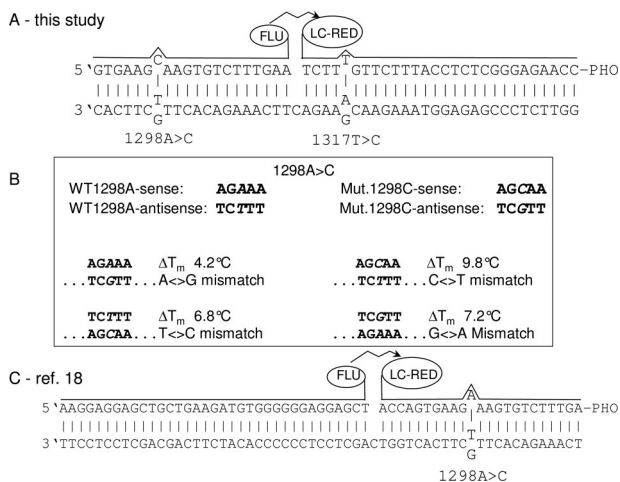 A - this study
FLU LC-RED
C T
5‘GTGAAG AAGTGTCTTTGAA TCTT GTTCTTTACCTCTCGGGAGAACC-PHO
T A
3‘CACTTC TTCACAGAAACTTCAGAA CAAGAAATGGAGAGCCCTCTTGG
G G
1298A>C 1317T>C
B
1298A>C
WT1298A-sense: AGAAA Mut.1298C-sense: AGCAA
WT1298A-antisense: TCTTT Mut.1298C-antisense: TCGTT
AGAAA ΔTm 4.2°C AGCAA ΔTm 9.8°C
...TCGTT...A<>G mismatch ...TCTTT...C<>T mismatch
TCTTT ΔTm 6.8°C TCGTT ΔTm 7.2°C
...AGCAA...T<>C mismatch ...AGAAA...G<>A Mismatch
C - ref. 18
FLU LC-RED
A
5‘AAGGAGGAGCTGCTGAAGATGTGGGGGGAGGAGCT ACCAGTGAAG AAGTGTCTTTGA-PHO
T
3‘TTCCTCCTCGACGACTTCTACACCCCCCTCCTCGACTGGTCACTTC TTCACAGAAACT
G
1298A>C